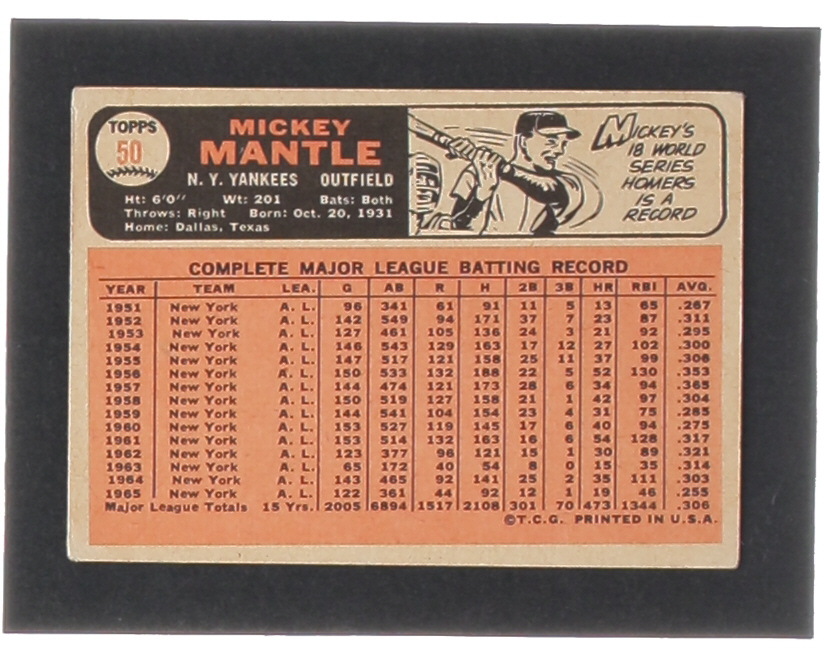 TOPPS
50
MICKEY
MANTLE
N. Y. YANKEES OUTFIELD
Ht: 6'0" Wt: 201 Bats: Both
Throws: Right Born: Oct. 20, 1931
Home: Dallas, Texas
MICKEY'S
18 WORLD
SERIES
HOMERS
IS A
RECORD
COMPLETE MAJOR LEAGUE BATTING RECORD
YEAR TEAM LEA. G AB R H 2B 3B HR RBI AVG.
1951 New York A. L. 96 341 61 91 11 5 13 65 .267
1952 New York A. L. 142 549 94 171 37 7 23 87 .311
1953 New York A. L. 127 461 105 136 24 3 21 92 .295
1954 New York A. L. 146 543 129 163 17 12 27 102 .300
1955 New York A. L. 147 517 121 158 25 11 37 99 .306
1956 New York A. L. 150 533 132 188 22 5 52 130 .353
1957 New York A. L. 144 474 121 173 28 6 34 94 .365
1958 New York A. L. 150 519 127 158 21 1 42 97 .304
1959 New York A. L. 144 541 104 154 23 4 31 75 .285
1960 New York A. L. 153 527 119 145 17 6 40 94 .275
1961 New York A. L. 153 514 132 163 16 6 54 128 .317
1962 New York A. L. 123 377 96 121 15 1 30 89 .321
1963 New York A. L. 65 172 40 54 8 0 15 35 .314
1964 New York A. L. 143 465 92 141 25 2 35 111 .303
1965 New York A. L. 122 361 44 92 12 1 19 46 .255
Major League Totals 15 Yrs. 2005 6894 1517 2108 301 70 473 1344 .306
©T.C.G. PRINTED IN U.S.A.